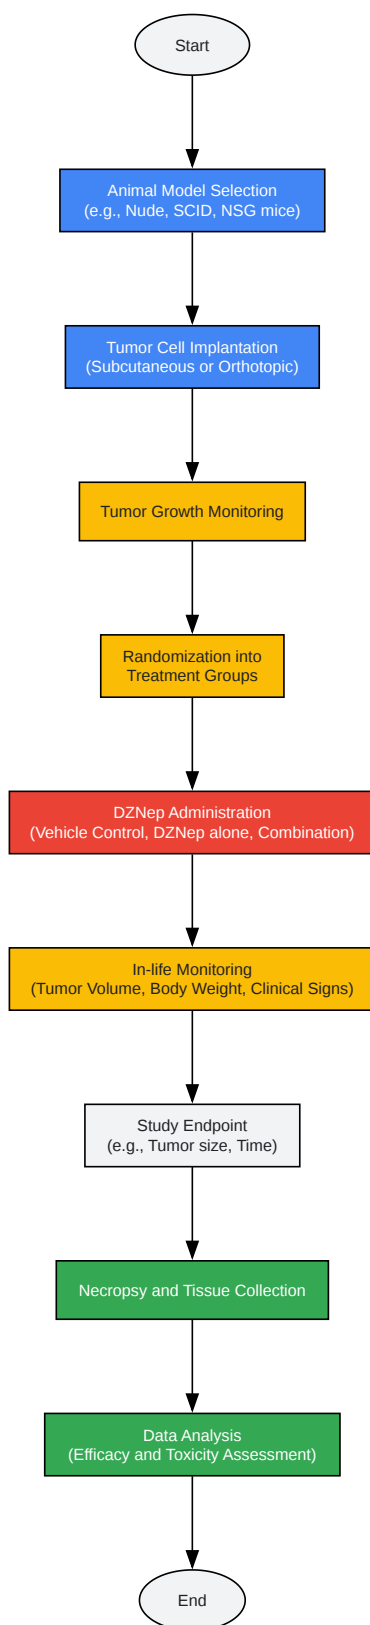 Start
Animal Model Selection
(e.g., Nude, SCID, NSG mice)
Tumor Cell Implantation
(Subcutaneous or Orthotopic)
Tumor Growth Monitoring
Randomization into
Treatment Groups
DZNep Administration
(Vehicle Control, DZNep alone, Combination)
In-life Monitoring
(Tumor Volume, Body Weight, Clinical Signs)
Study Endpoint
(e.g., Tumor size, Time)
Necropsy and Tissue Collection
Data Analysis
(Efficacy and Toxicity Assessment)
End